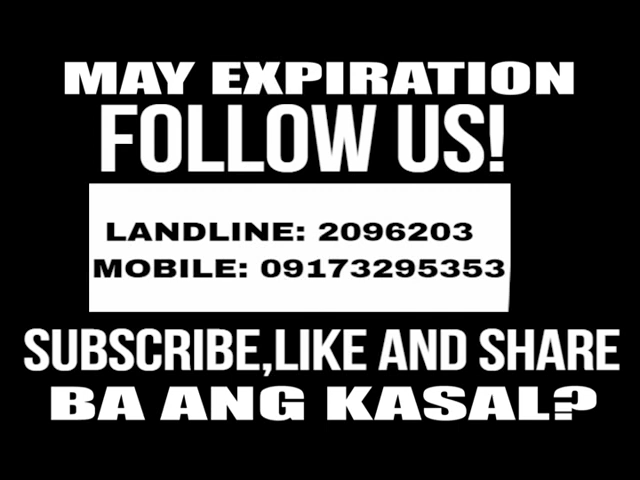 MAY EXPIRATION
FOLLOW US!
LANDLINE: 2096203
MOBILE: 09173295353
SUBSCRIBE,LIKE AND SHARE
BA ANG KASAL?